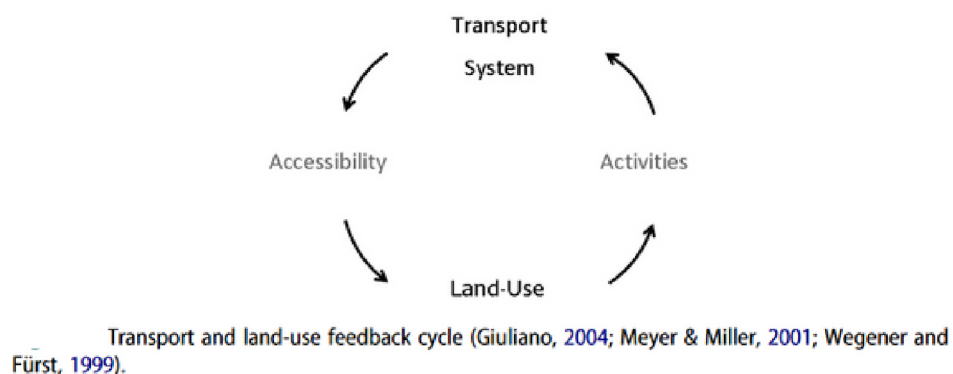 Transport
System
Accessibility
Activities
Land-Use
Transport and land-use feedback cycle (Giuliano, 2004; Meyer & Miller, 2001; Wegener and
Fürst, 1999).